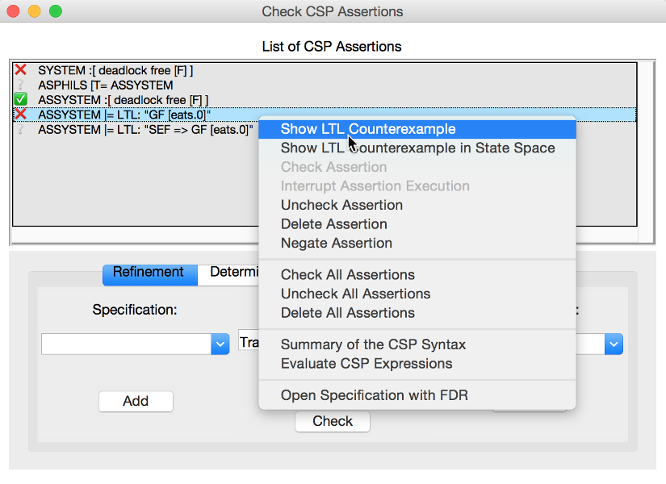 Check CSP Assertions
List of CSP Assertions
SYSTEM :[ deadlock free [F] ]
ASPHILS [T= ASSYSTEM
ASSYSTEM :[ deadlock free [F] ]
ASSYSTEM |= LTL: "GF [eats.0]"
ASSYSTEM |= LTL: "SEF => GF [eats.0]"
Show LTL Counterexample
Show LTL Counterexample in State Space
Check Assertion
Interrupt Assertion Execution
Uncheck Assertion
Delete Assertion
Negate Assertion
Check All Assertions
Uncheck All Assertions
Delete All Assertions
Summary of the CSP Syntax
Evaluate CSP Expressions
Open Specification with FDR
Refinement
Determi
Specification:
:
Tra
Add
Check